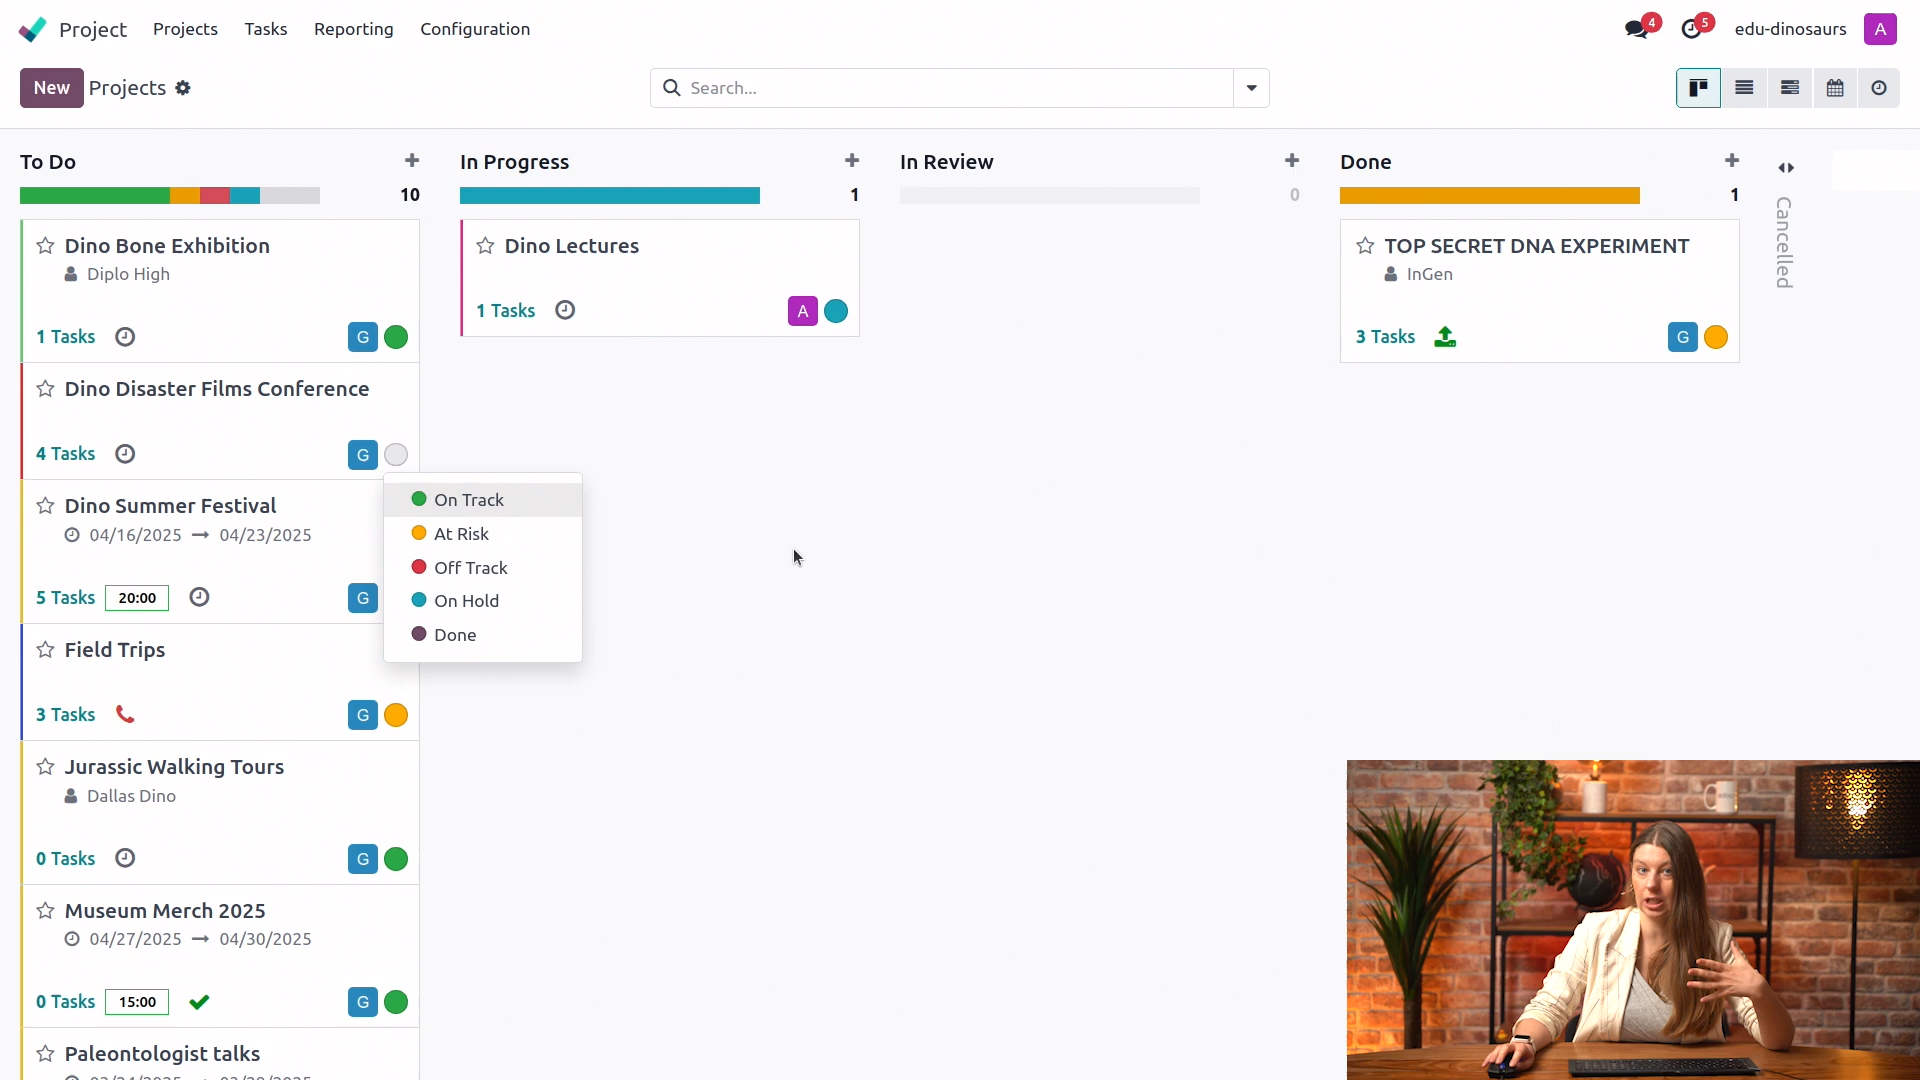 Project
Projects
Tasks
Reporting
Configuration
4
5
edu-dinosaurs
A
New
Projects
Search...
To Do
10
In Progress
1
In Review
0
Done
1
Cancelled
Dino Bone Exhibition
Diplo High
1 Tasks
G
Dino Disaster Films Conference
4 Tasks
G
On Track
At Risk
Off Track
On Hold
Done
Dino Summer Festival
04/16/2025 → 04/23/2025
5 Tasks
20:00
G
Field Trips
3 Tasks
G
Jurassic Walking Tours
Dallas Dino
0 Tasks
G
Museum Merch 2025
04/27/2025 → 04/30/2025
0 Tasks
15:00
G
Paleontologist talks
Dino Lectures
1 Tasks
A
TOP SECRET DNA EXPERIMENT
InGen
3 Tasks
G